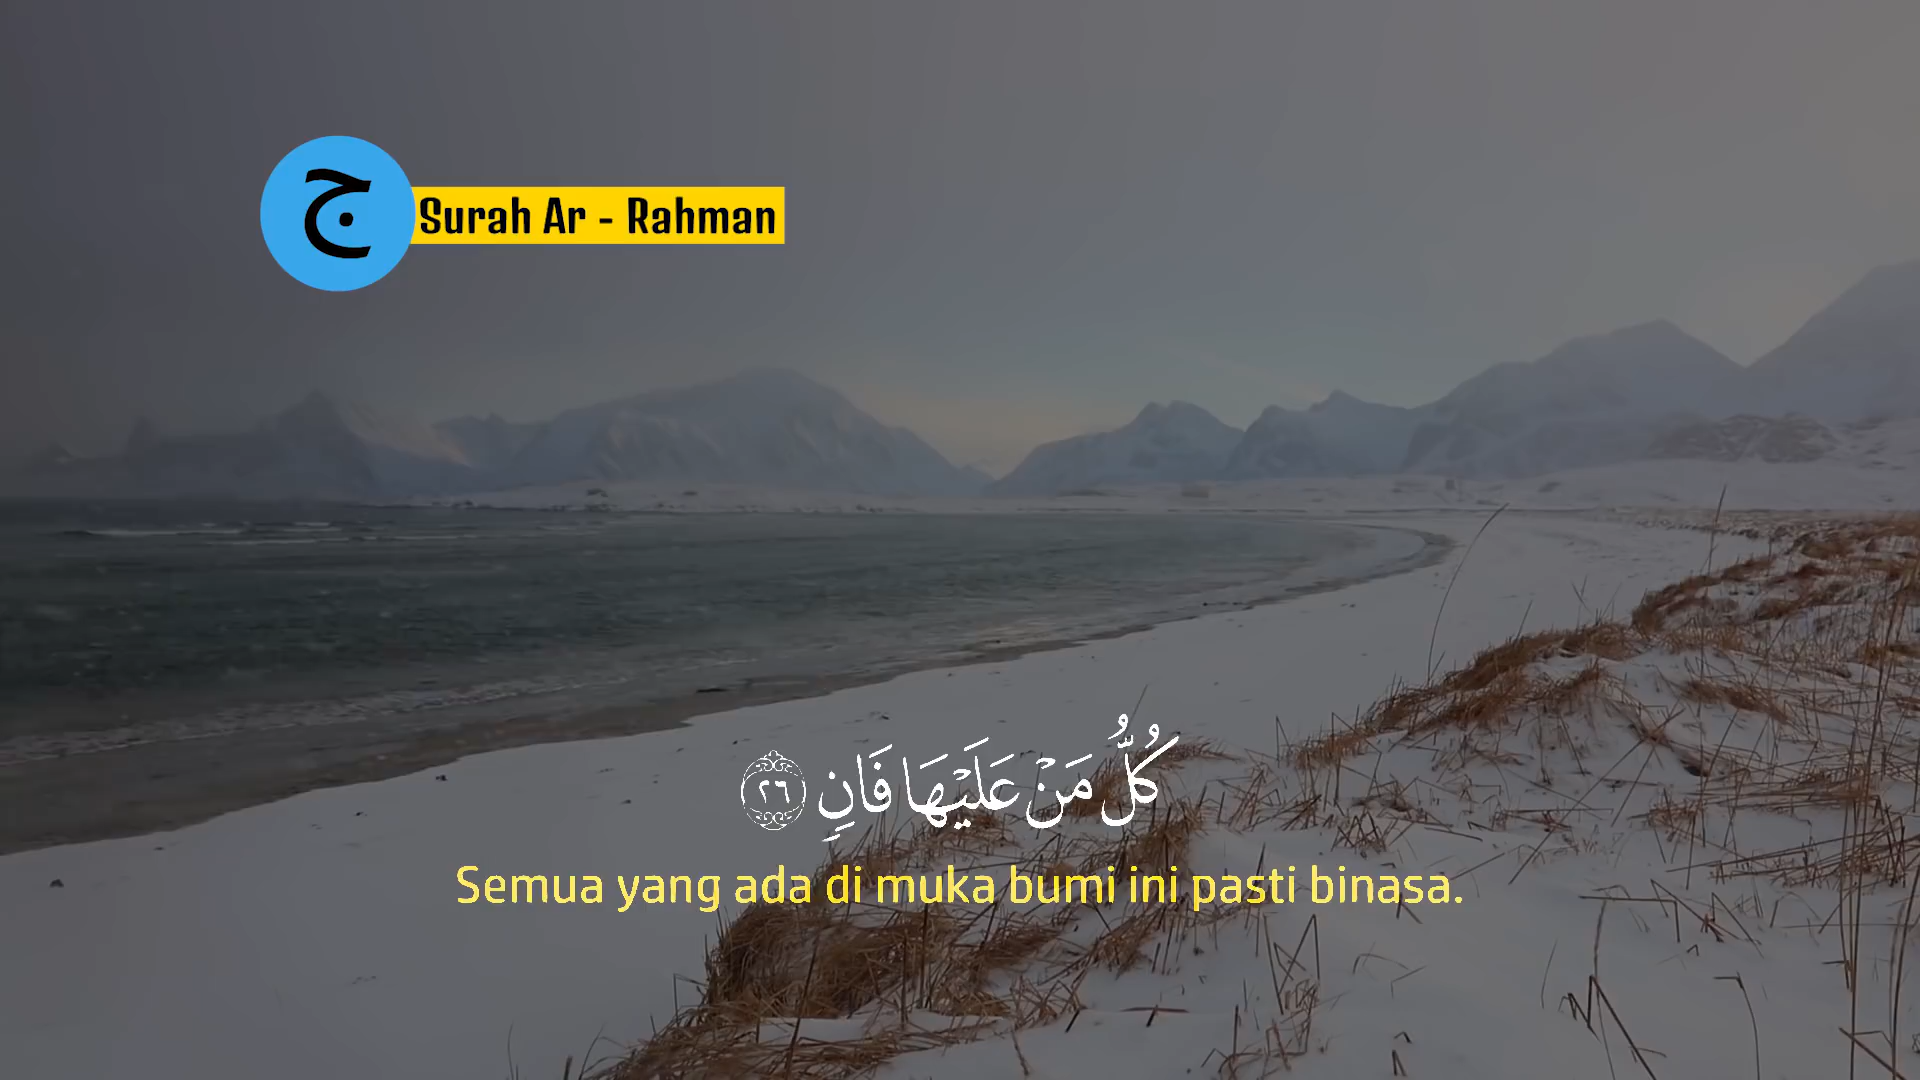 ج
Surah Ar - Rahman
كُلُّ مَنْ عَلَيْهَا فَانٍ ٢٦
Semua yang ada di muka bumi ini pasti binasa.